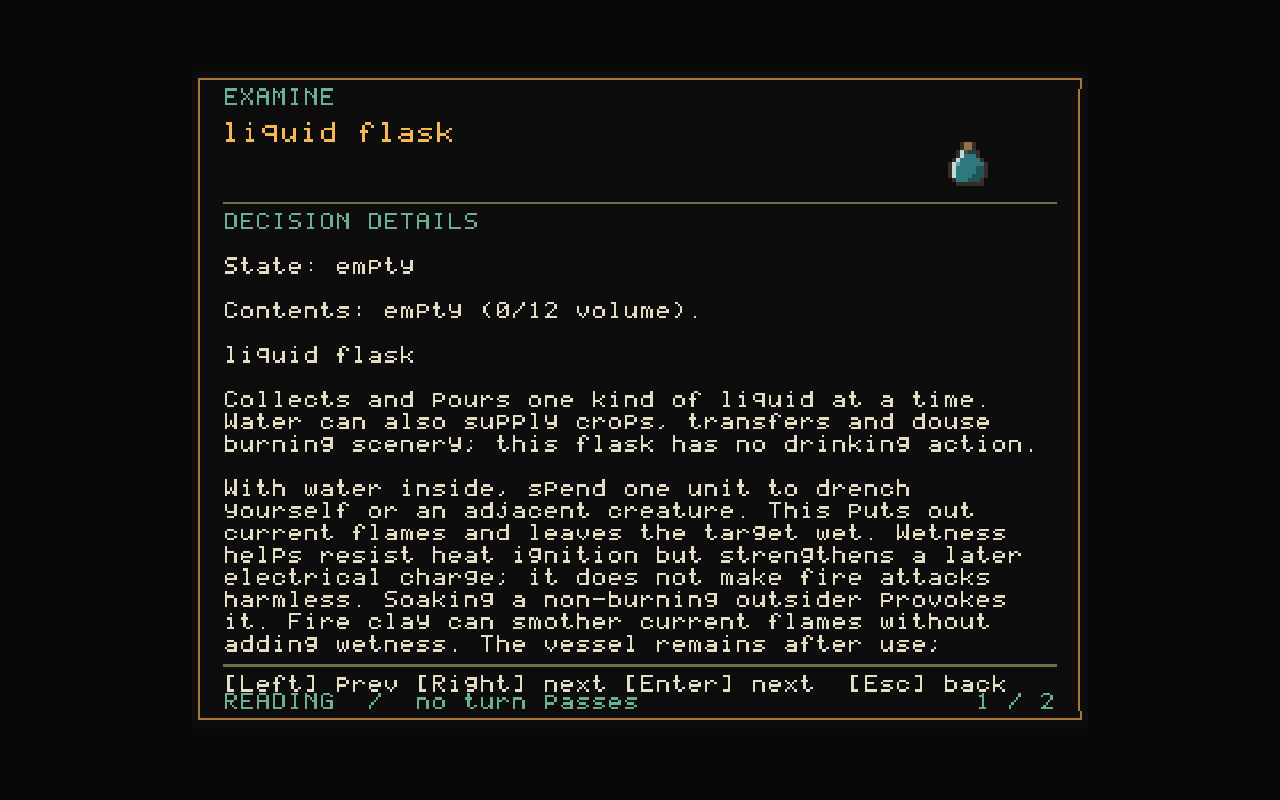 EXAMINE
liquid flask
DECISION DETAILS
State: empty
Contents: empty (0/12 volume).
liquid flask
Collects and pours one kind of liquid at a time.
Water can also supply crops, transfers and douse
burning scenery; this flask has no drinking action.
With water inside, spend one unit to drench
yourself or an adjacent creature. This puts out
current flames and leaves the target wet. Wetness
helps resist heat ignition but strengthens a later
electrical charge; it does not make fire attacks
harmless. Soaking a non-burning outsider provokes
it. Fire clay can smother current flames without
adding wetness. The vessel remains after use;
[Left] prev [Right] next [Enter] next [Esc] back
READING / no turn passes 1 / 2